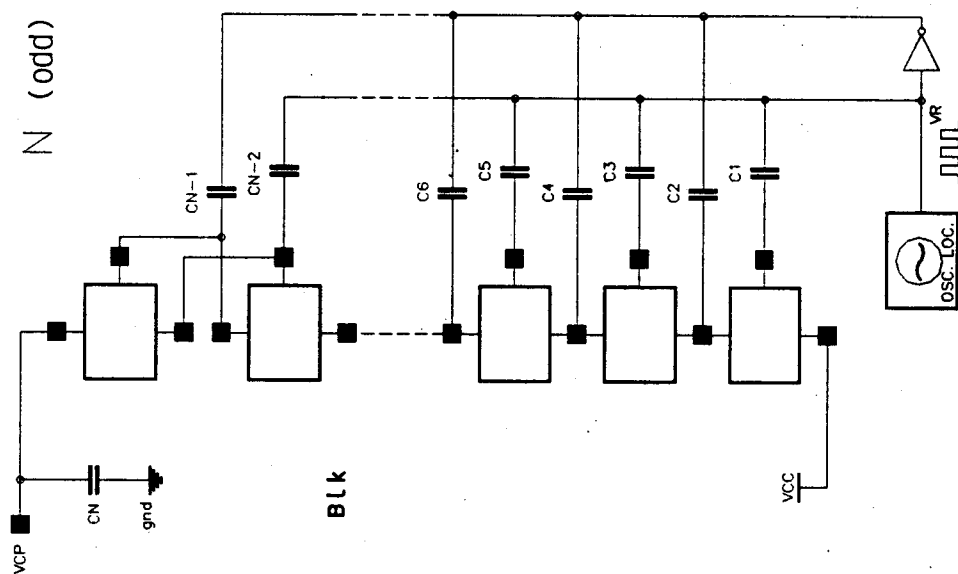 N (odd)
CN-1
CN-2
C6
C5
C4
C3
C2
C1
VR
OSC. LOC.
VCP
CN
gnd
Blk
VCC